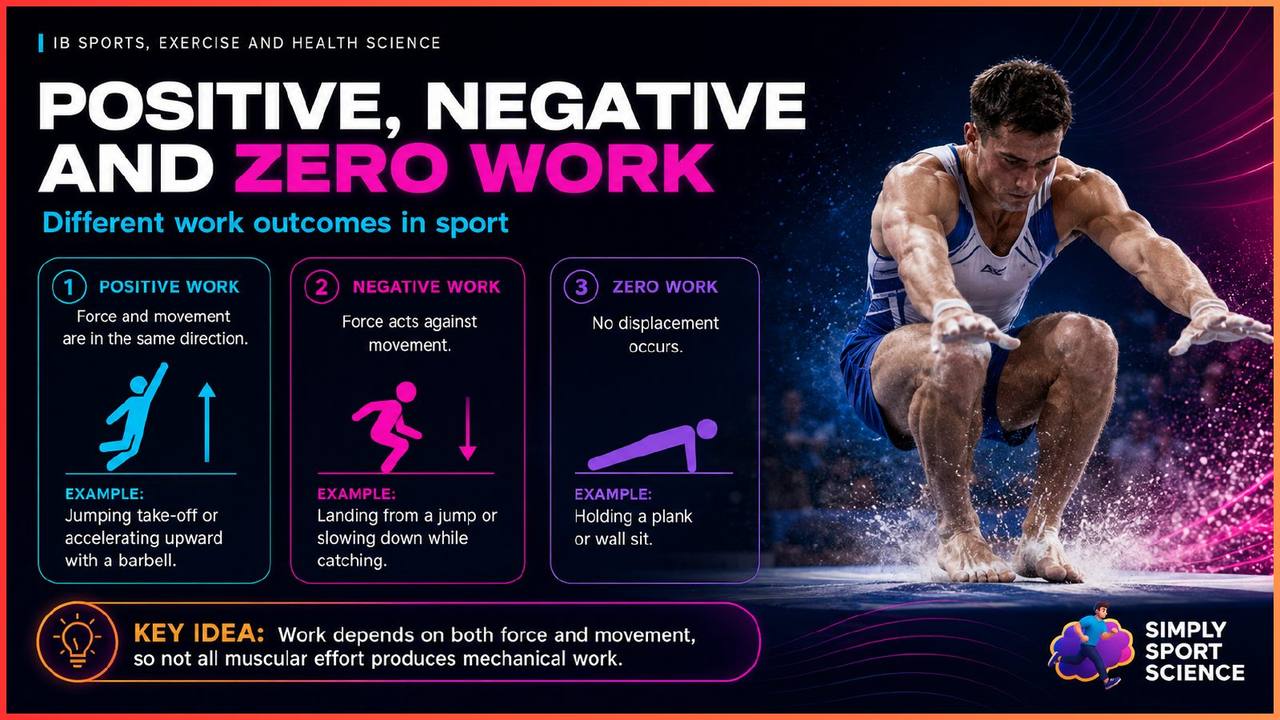 IB SPORTS, EXERCISE AND HEALTH SCIENCE
POSITIVE, NEGATIVE
AND ZERO WORK
Different work outcomes in sport
1 POSITIVE WORK
Force and movement
are in the same direction.
EXAMPLE:
Jumping take-off or
accelerating upward
with a barbell.
2 NEGATIVE WORK
Force acts against
movement.
EXAMPLE:
Landing from a jump or
slowing down while
catching.
3 ZERO WORK
No displacement
occurs.
EXAMPLE:
Holding a plank
or wall sit.
KEY IDEA: Work depends on both force and movement,
so not all muscular effort produces mechanical work.
SIMPLY
SPORT
SCIENCE